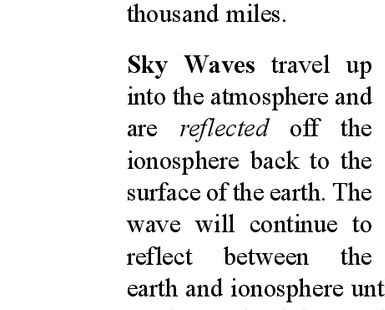 thousand miles.
Sky Waves travel up
into the atmosphere and
are reflected off the
ionosphere back to the
surface of the earth. The
wave will continue to
reflect between the
earth and ionosphere unt